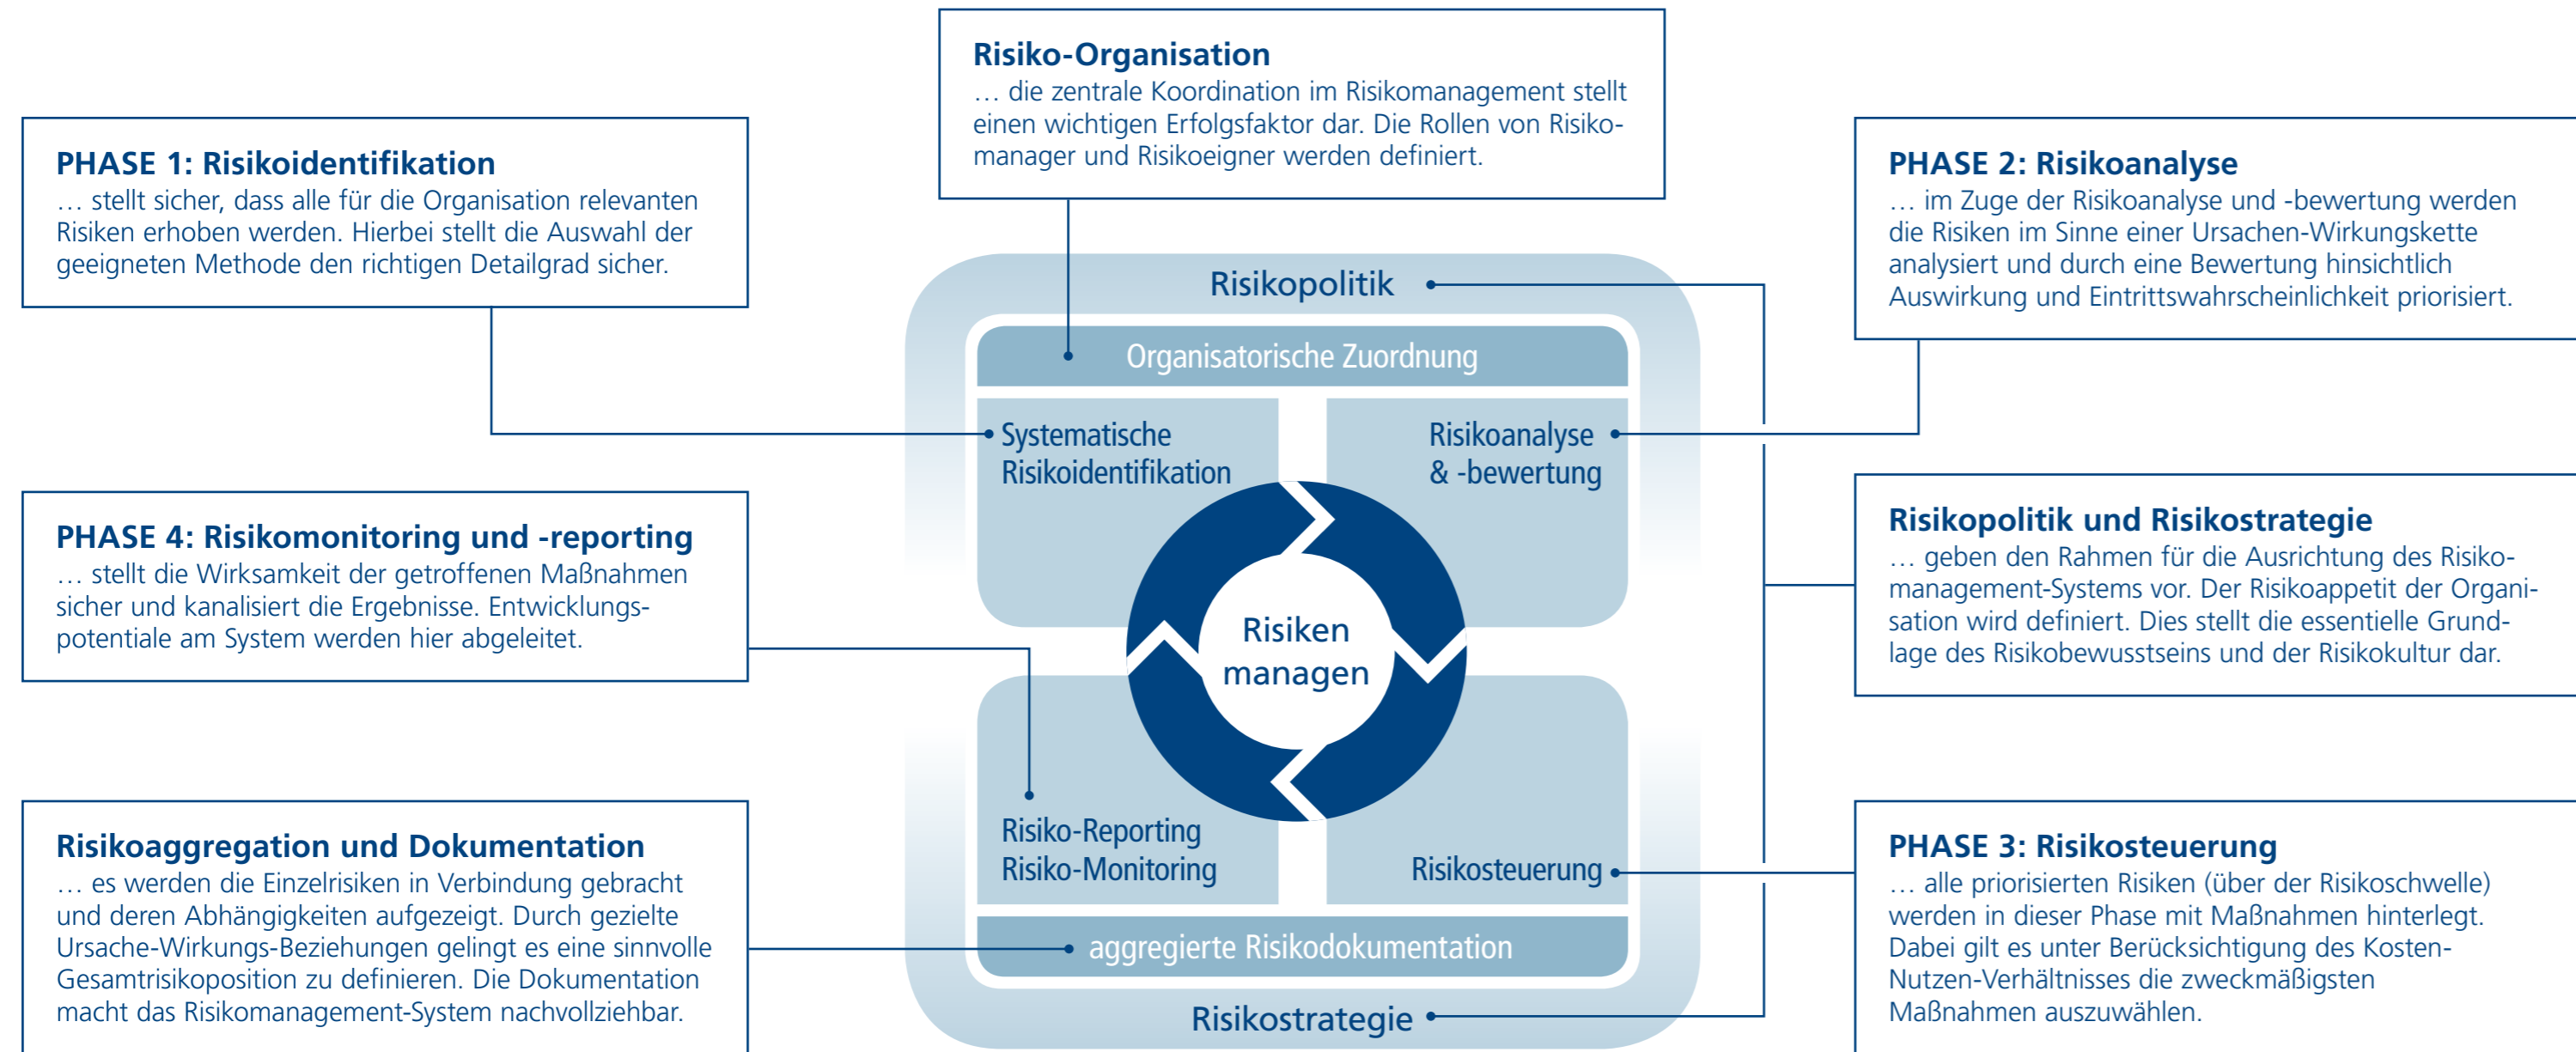 Risiko-Organisation
… die zentrale Koordination im Risikomanagement stellt
einen wichtigen Erfolgsfaktor dar. Die Rollen von Risiko-
manager und Risikoeigner werden definiert.
PHASE 1: Risikoidentifikation
… stellt sicher, dass alle für die Organisation relevanten
Risiken erhoben werden. Hierbei stellt die Auswahl der
geeigneten Methode den richtigen Detailgrad sicher.
PHASE 2: Risikoanalyse
… im Zuge der Risikoanalyse und -bewertung werden
die Risiken im Sinne einer Ursachen-Wirkungskette
analysiert und durch eine Bewertung hinsichtlich
Auswirkung und Eintrittswahrscheinlichkeit priorisiert.
Risikopolitik
Organisatorische Zuordnung
Systematische
Risikoidentifikation
Risikoanalyse
& -bewertung
Risiken
managen
Risiko-Reporting
Risiko-Monitoring
Risikosteuerung
aggregierte Risikodokumentation
Risikostrategie
PHASE 4: Risikomonitoring und -reporting
… stellt die Wirksamkeit der getroffenen Maßnahmen
sicher und kanalisiert die Ergebnisse. Entwicklungs-
potentiale am System werden hier abgeleitet.
Risikopolitik und Risikostrategie
… geben den Rahmen für die Ausrichtung des Risiko-
management-Systems vor. Der Risikoappetit der Organi-
sation wird definiert. Dies stellt die essentielle Grund-
lage des Risikobewusstseins und der Risikokultur dar.
Risikoaggregation und Dokumentation
… es werden die Einzelrisiken in Verbindung gebracht
und deren Abhängigkeiten aufgezeigt. Durch gezielte
Ursache-Wirkungs-Beziehungen gelingt es eine sinnvolle
Gesamtrisikoposition zu definieren. Die Dokumentation
macht das Risikomanagement-System nachvollziehbar.
PHASE 3: Risikosteuerung
… alle priorisierten Risiken (über der Risikoschwelle)
werden in dieser Phase mit Maßnahmen hinterlegt.
Dabei gilt es unter Berücksichtigung des Kosten-
Nutzen-Verhältnisses die zweckmäßigsten
Maßnahmen auszuwählen.